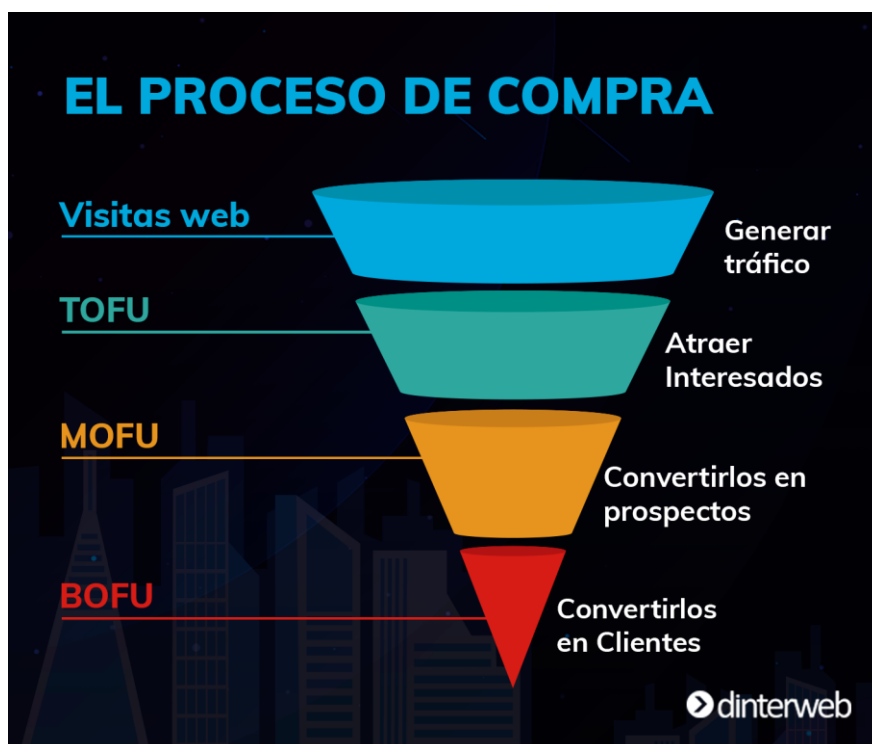 EL PROCESO DE COMPRA
Visitas web
Generar
tráfico
TOFU
Atraer
Interesados
MOFU
Convertirlos en
prospectos
BOFU
Convertirlos
en Clientes
dinterweb